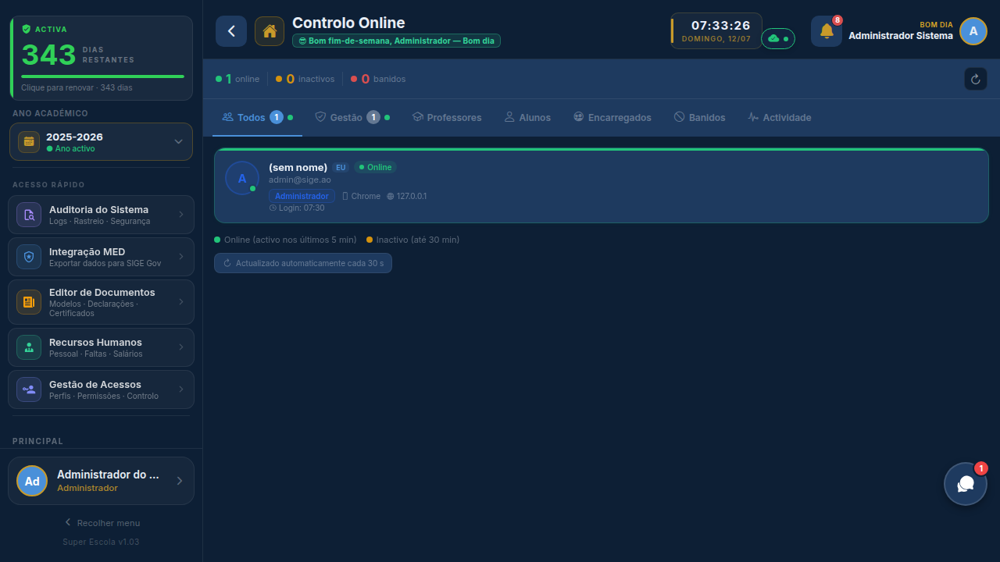 ACTIVA
343 DIAS RESTANTES
Clique para renovar · 343 dias
ANO ACADÉMICO
2025-2026
Ano activo
ACESSO RÁPIDO
Auditoria do Sistema
Logs · Rastreio · Segurança
Integração MED
Exportar dados para SIGE Gov
Editor de Documentos
Modelos · Declarações ·
Certificados
Recursos Humanos
Pessoal · Faltas · Salários
Gestão de Acessos
Perfis · Permissões · Controlo
PRINCIPAL
Ad
Administrador do ...
Administrador
Recolher menu
Super Escola v1.03
Controlo Online
😎 Bom fim-de-semana, Administrador — Bom dia
07:33:26
DOMINGO, 12/07
8
BOM DIA
Administrador Sistema
A
1 online
0 inactivos
0 banidos
Todos 1
Gestão 1
Professores
Alunos
Encarregados
Banidos
Actividade
A
(sem nome) EU Online
admin@sige.ao
Administrador Chrome 127.0.0.1
Login: 07:30
Online (activo nos últimos 5 min) Inactivo (até 30 min)
Actualizado automaticamente cada 30 s
1